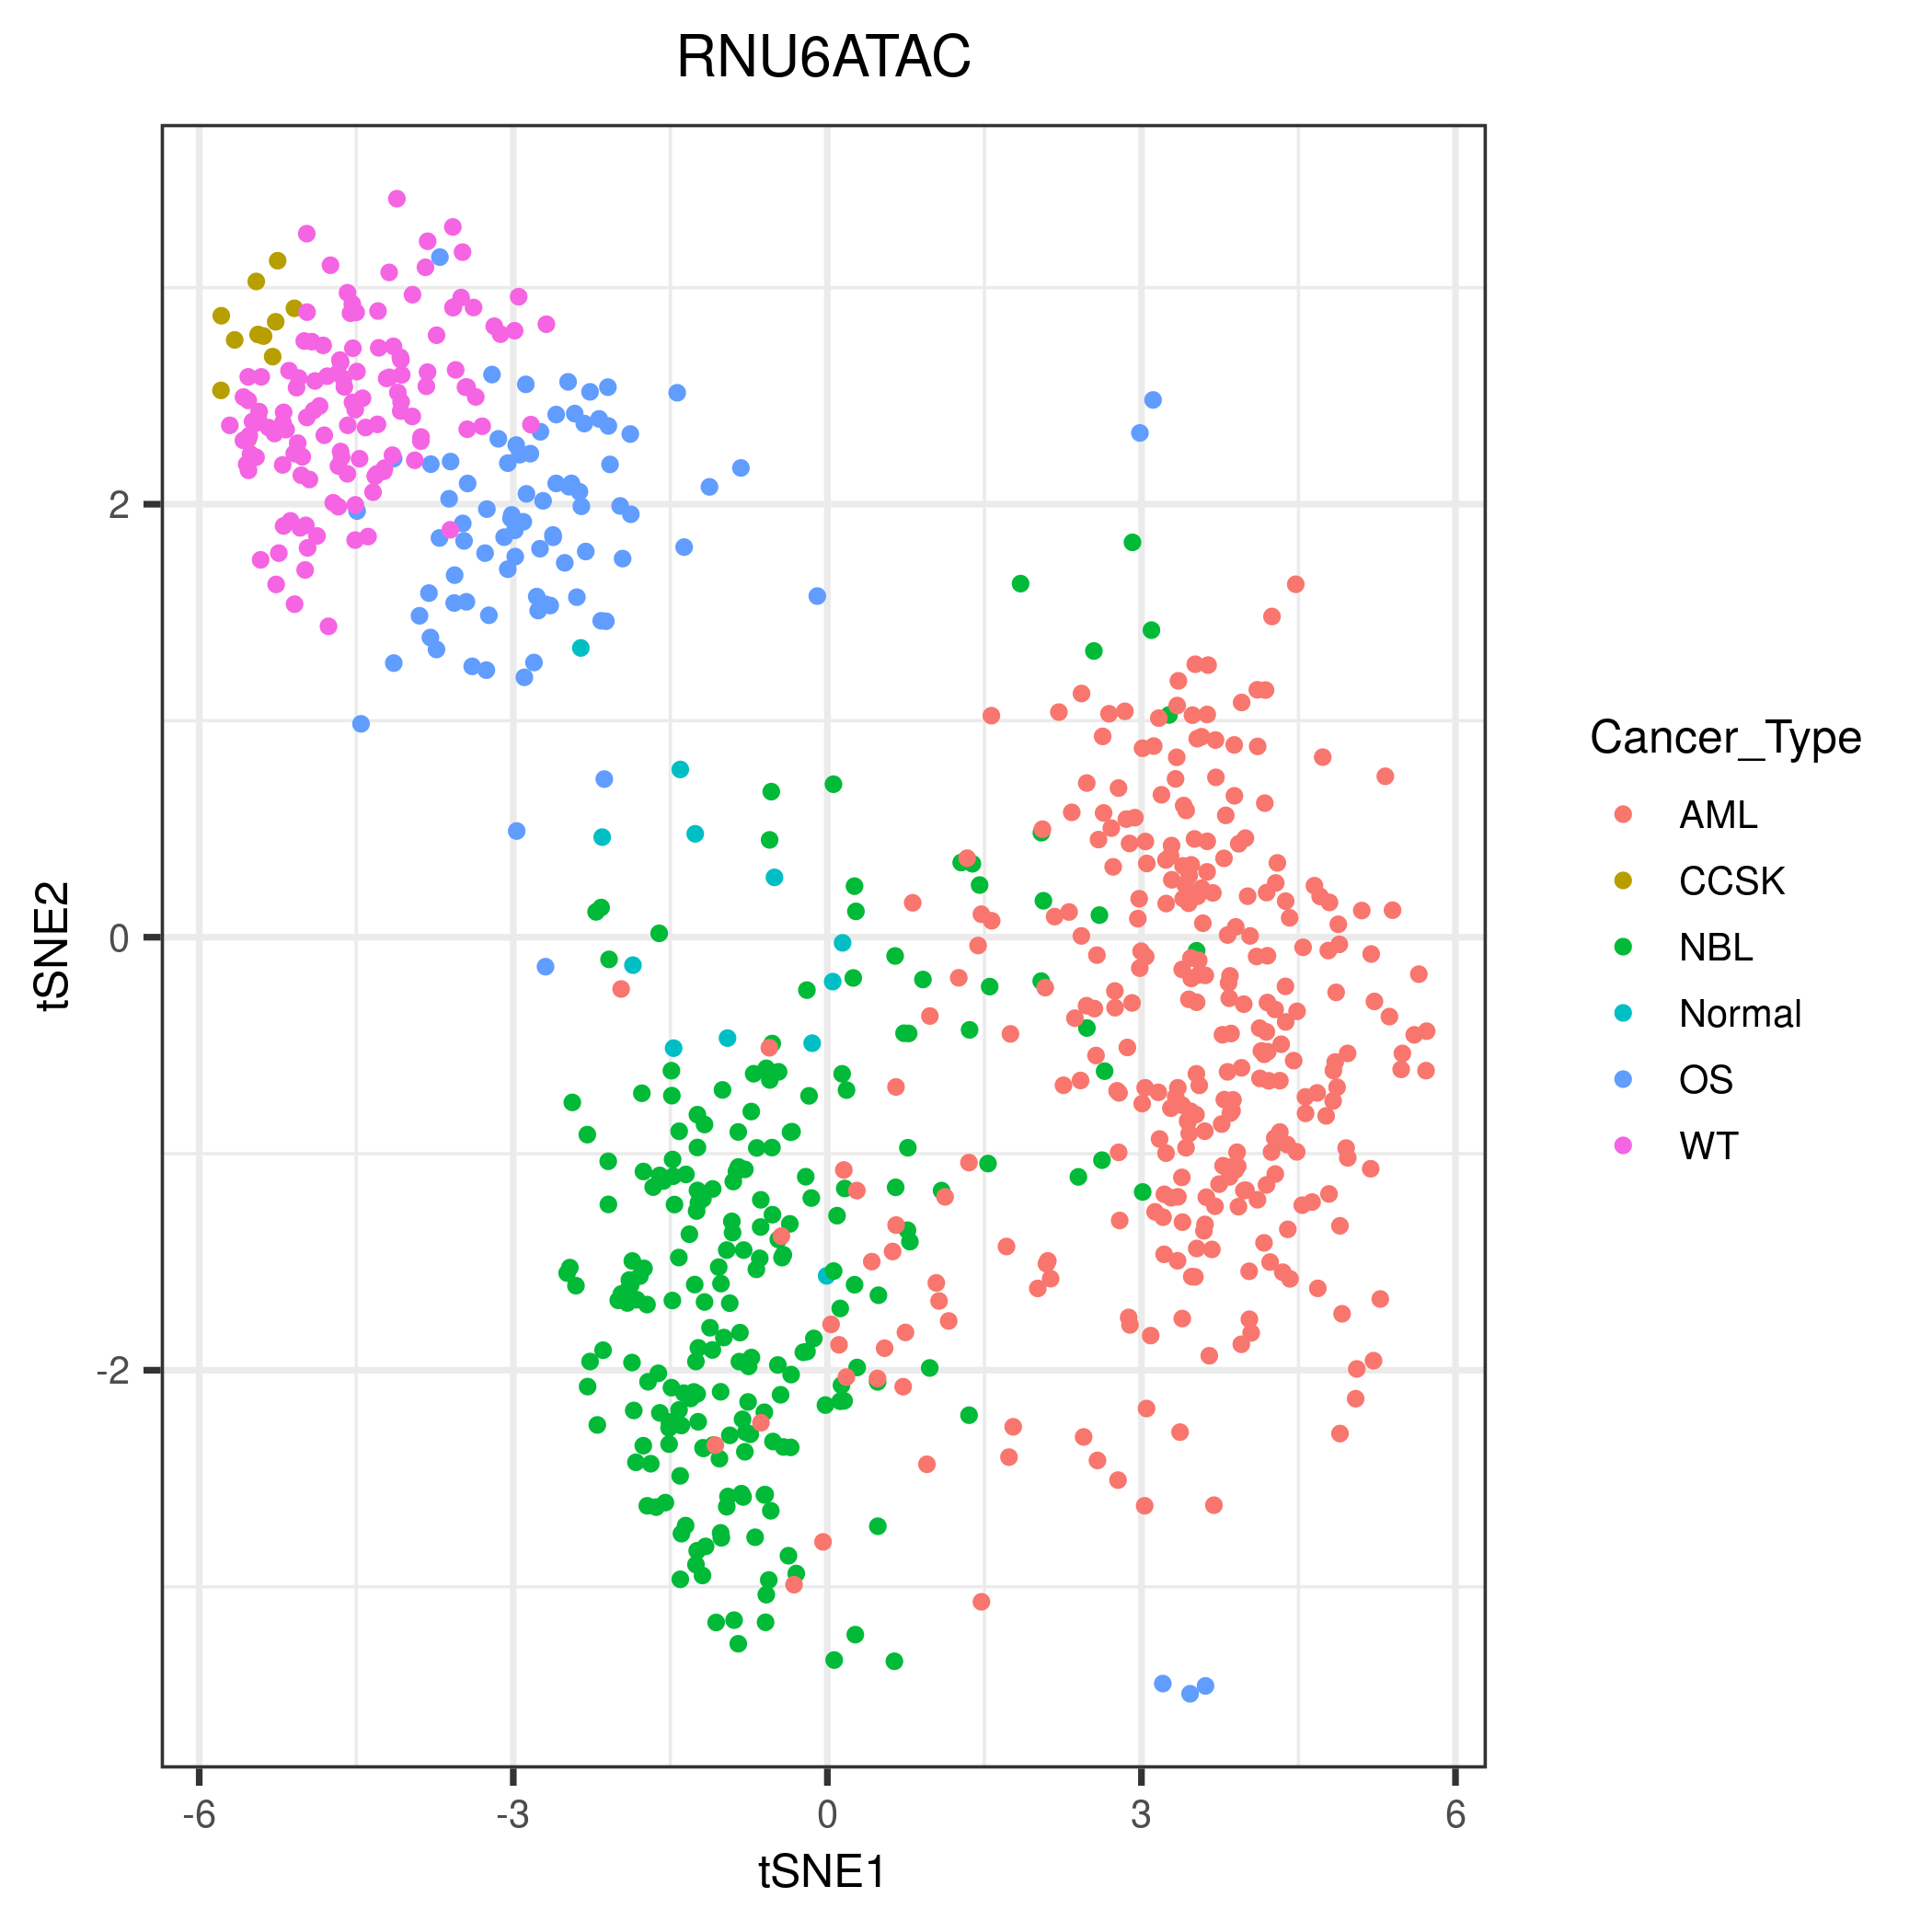 RNU6ATAC
tSNE2
2
0
-2
-6
-3
0
3
6
tSNE1
Cancer_Type
AML
CCSK
NBL
Normal
OS
WT